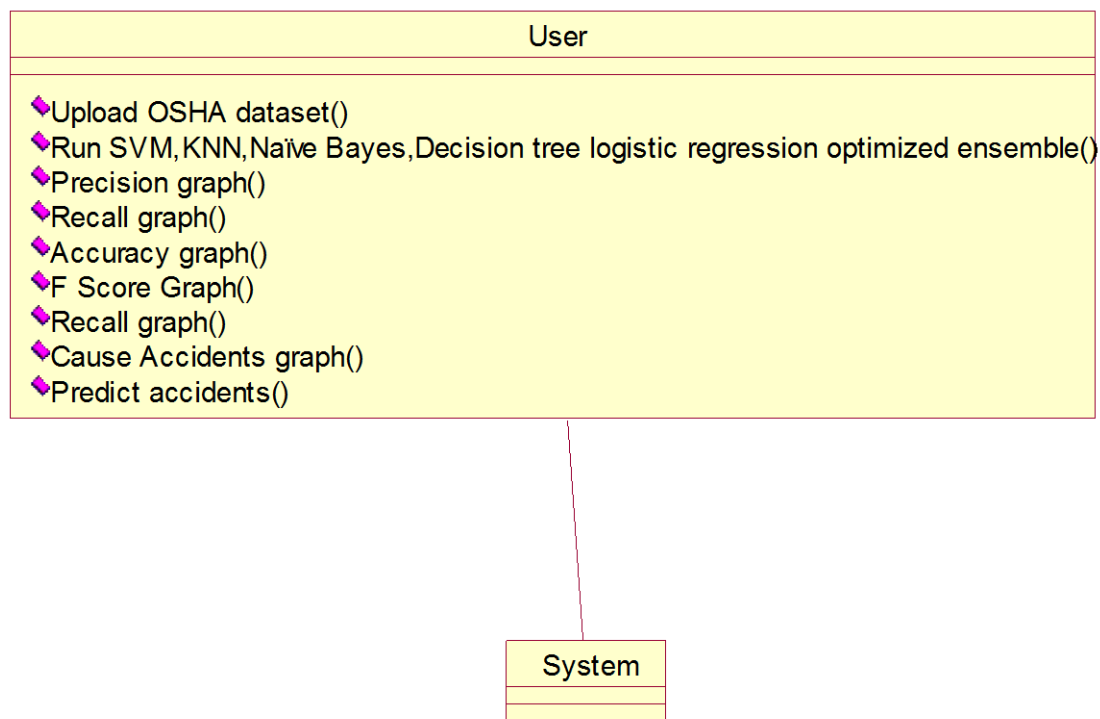 User
Upload OSHA dataset()
Run SVM,KNN,Naïve Bayes,Decision tree logistic regression optimized ensemble()
Precision graph()
Recall graph()
Accuracy graph()
F Score Graph()
Recall graph()
Cause Accidents graph()
Predict accidents()
System